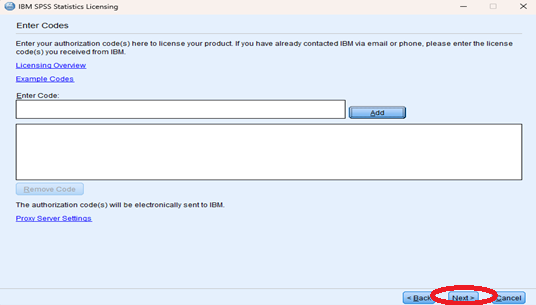 IBM SPSS Statistics Licensing
Enter Codes
Enter your authorization code(s) here to license your product. If you have already contacted IBM via email or phone, please enter the license
code(s) you received from IBM.
Licensing Overview
Example Codes
Enter Code:
Add
Remove Code
The authorization code(s) will be electronically sent to IBM.
Proxy Server Settings
< Back
Next >
Cancel